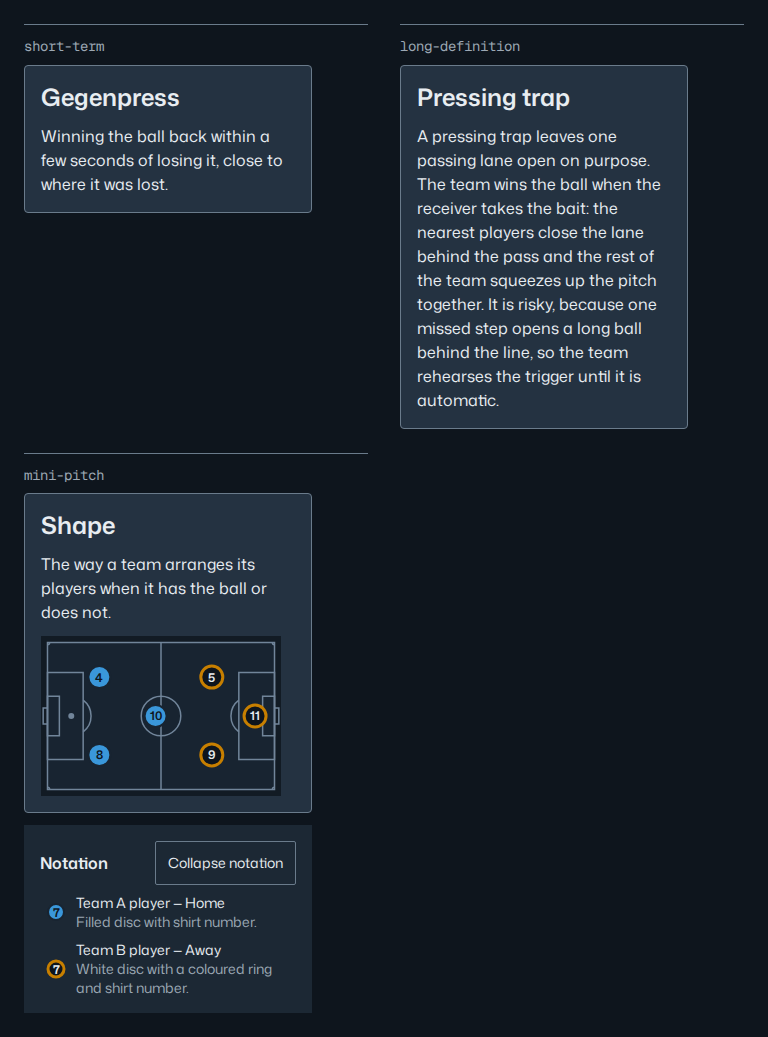 short-term
Gegenpress
Winning the ball back within a
few seconds of losing it, close to
where it was lost.
long-definition
Pressing trap
A pressing trap leaves one
passing lane open on purpose.
The team wins the ball when the
receiver takes the bait: the
nearest players close the lane
behind the pass and the rest of
the team squeezes up the pitch
together. It is risky, because one
missed step opens a long ball
behind the line, so the team
rehearses the trigger until it is
automatic.
mini-pitch
Shape
The way a team arranges its
players when it has the ball or
does not.
4
5
10
11
8
9
Notation
Collapse notation
7
Team A player – Home
Filled disc with shirt number.
7
Team B player – Away
White disc with a coloured ring
and shirt number.